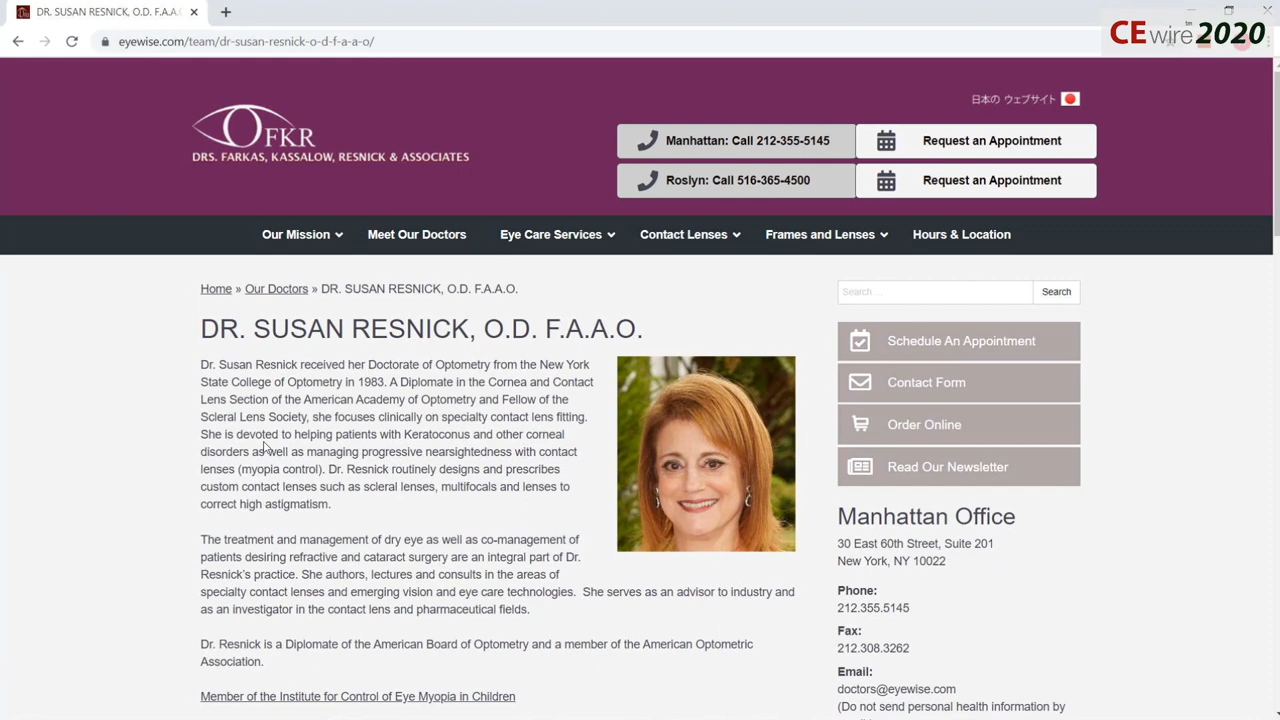 DR. SUSAN RESNICK, O.D. F.A.A.O
CE wire™ 2020
eyewise.com/team/dr-susan-resnick-o-d-f-a-a-o/
日本の ウェブサイト
OFKR
DRS. FARKAS, KASSALOW, RESNICK & ASSOCIATES
Manhattan: Call 212-355-5145
Request an Appointment
Roslyn: Call 516-365-4500
Request an Appointment
Our Mission
Meet Our Doctors
Eye Care Services
Contact Lenses
Frames and Lenses
Hours & Location
Home » Our Doctors » DR. SUSAN RESNICK, O.D. F.A.A.O.
DR. SUSAN RESNICK, O.D. F.A.A.O.
Dr. Susan Resnick received her Doctorate of Optometry from the New York
State College of Optometry in 1983. A Diplomate in the Cornea and Contact
Lens Section of the American Academy of Optometry and Fellow of the
Scleral Lens Society, she focuses clinically on specialty contact lens fitting.
She is devoted to helping patients with Keratoconus and other corneal
disorders as well as managing progressive nearsightedness with contact
lenses (myopia control). Dr. Resnick routinely designs and prescribes
custom contact lenses such as scleral lenses, multifocals and lenses to
correct high astigmatism.
The treatment and management of dry eye as well as co-management of
patients desiring refractive and cataract surgery are an integral part of Dr.
Resnick's practice. She authors, lectures and consults in the areas of
specialty contact lenses and emerging vision and eye care technologies. She serves as an advisor to industry and
as an investigator in the contact lens and pharmaceutical fields.
Dr. Resnick is a Diplomate of the American Board of Optometry and a member of the American Optometric
Association.
Member of the Institute for Control of Eye Myopia in Children
Search ...
Search
Schedule An Appointment
Contact Form
Order Online
Read Our Newsletter
Manhattan Office
30 East 60th Street, Suite 201
New York, NY 10022
Phone:
212.355.5145
Fax:
212.308.3262
Email:
doctors@eyewise.com
(Do not send personal health information by